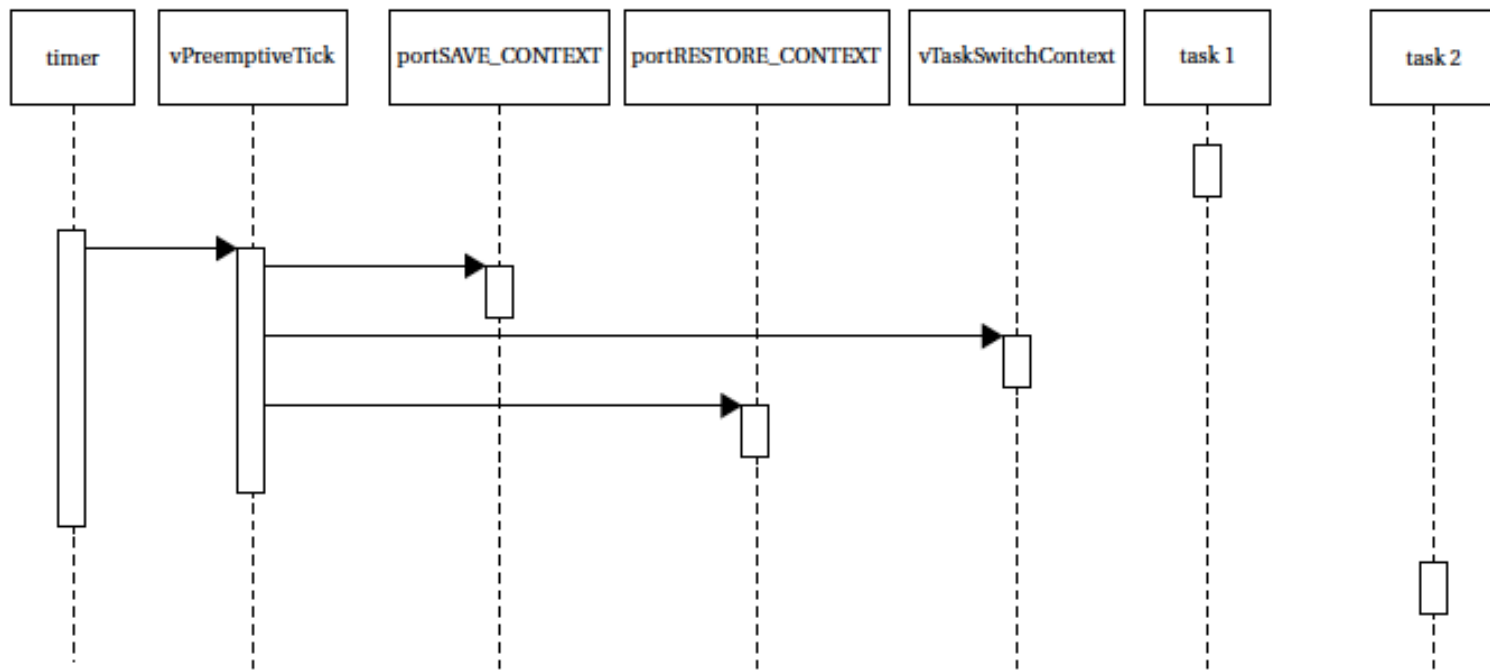 timer
vPreemptiveTick
portSAVE_CONTEXT
portRESTORE_CONTEXT
vTaskSwitchContext
task 1
task 2